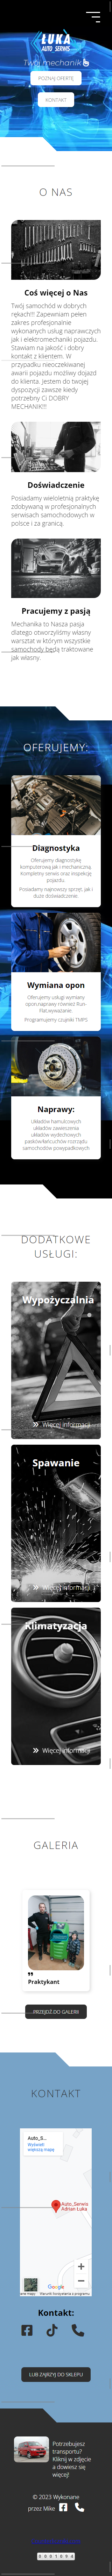 LUKA
AUTO SERWIS
Twój mechanik
POZNAJ OFERTĘ
KONTAKT
O NAS
Coś więcej o Nas
Twój samochód w dobrych
rękach!!! Zapewniam pełen
zakres profesjonalnie
wykonywanych usług naprawczych
jak i elektromechaniki pojazdowej.
Stawiam na jakość i dobry
kontakt z klientem. W
przypadku nieoczekiwanej
awarii pojazdu możliwy dojazd
do klienta. Jestem do twojej
dyspozycji zawsze kiedy
potrzebny Ci DOBRY
MECHANIK!!!
Doświadczenie
Posiadamy wieloletnią praktykę
zdobywaną w profesjonalnych
serwisach samochodowych w
polsce i za granicą.
Pracujemy z pasją
Mechanika to Nasza pasja
dlatego otworzyliśmy własny
warsztat w którym wszystkie
samochody będą traktowane
jak własny.
OFERUJEMY:
Diagnostyka
Oferujemy diagnostykę
komputerową jak i mechaniczną.
Kompletny serwis oraz inspekcję
pojazdu.
Posiadamy najnowszy sprzęt jak i
duże doświadczenie.
Wymiana opon
Oferujemy usługi wymiany
opon,naprawy również Run-
Flat,wyważanie.
Programujemy czujniki TMPS
Naprawy:
Układów hamulcowych
układów zawieszenia
układów wydechowych
pasków/łańcuchów rozrządu
samochodów powypadkowych
DODATKOWE
USŁUGI:
Wypożyczalnia
Więcej informacji
Spawanie
Więcej informacji
Klimatyzacja
Więcej informacji
GALERIA
Praktykant
PRZEJDŹ DO GALERII
KONTAKT
Auto_S...
Wyświetl
większą mapę
Auto_Serwis
Adrian Łuka
Google
Warunki korzystania z programu
Kontakt:
LUB ZAJRZYJ DO SKLEPU
Potrzebujesz
transportu?
Kliknij w zdjęcie
a dowiesz się
więcej!
© 2023 Wykonane
przez Mike